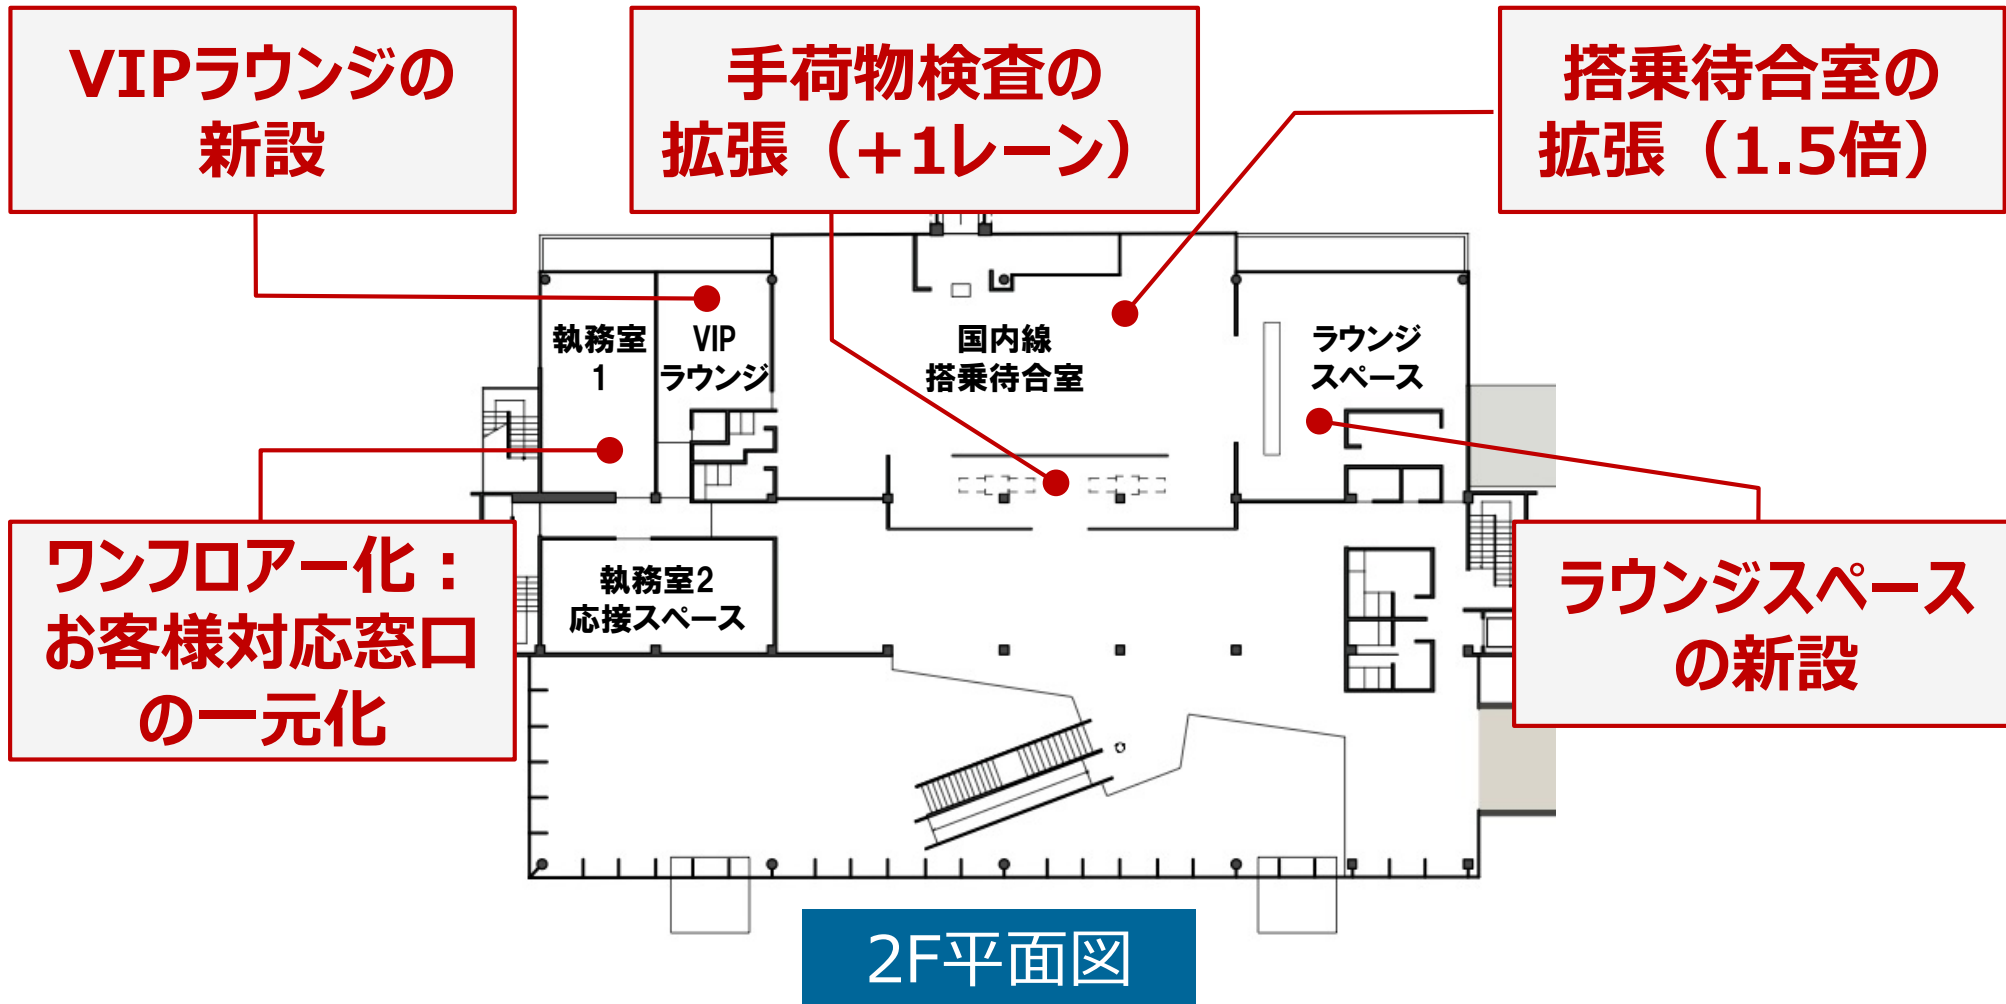 VIPラウンジの
新設
手荷物検査の
拡張（+1レーン）
搭乗待合室の
拡張（1.5倍）
執務室
1
VIP
ラウンジ
国内線
搭乗待合室
ラウンジ
スペース
ワンフロアー化：
お客様対応窓口
の一元化
執務室2
応接スペース
ラウンジスペース
の新設
2F平面図